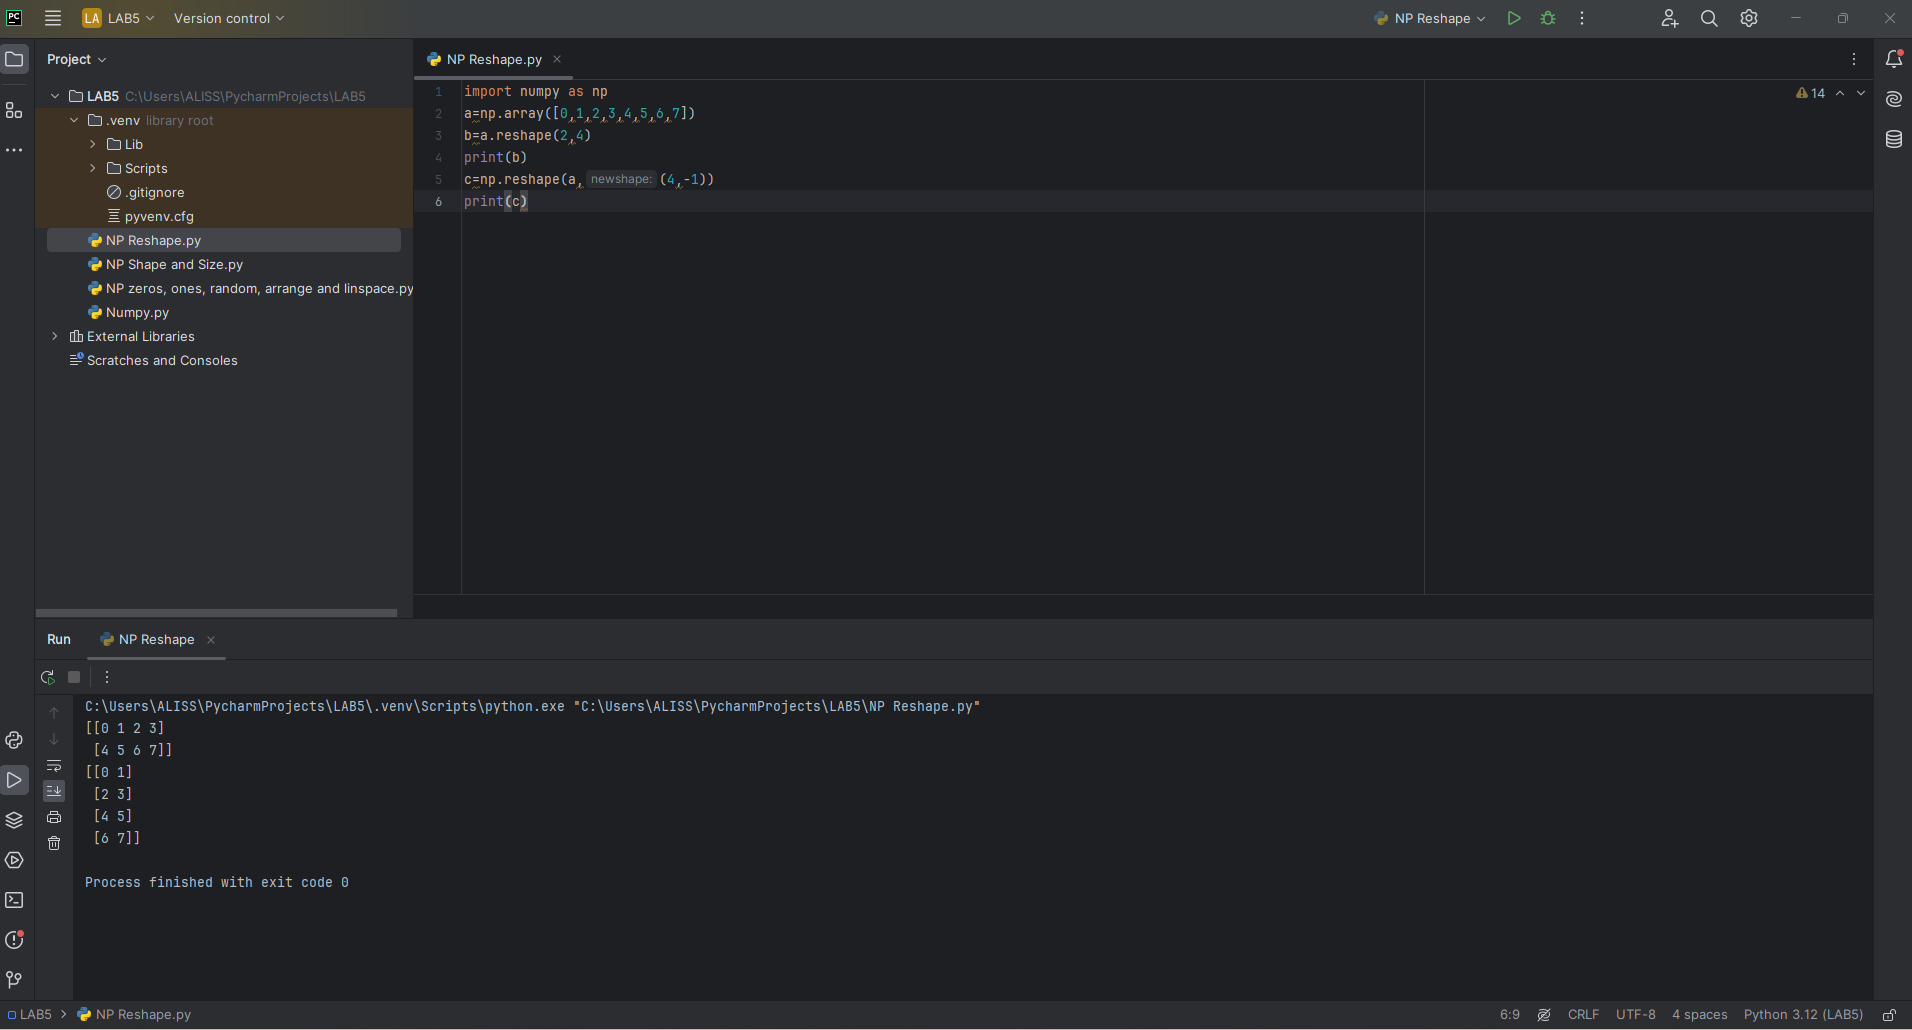 PC
LA LAB5 Version control NP Reshape
Project
NP Reshape.py
LAB5 C:\Users\ALISS\PycharmProjects\LAB5
.venv library root
Lib
Scripts
.gitignore
pyvenv.cfg
NP Reshape.py
NP Shape and Size.py
NP zeros, ones, random, arrange and linspace.py
Numpy.py
External Libraries
Scratches and Consoles
14
1 import numpy as np
2 a=np.array([0,1,2,3,4,5,6,7])
3 b=a.reshape(2,4)
4 print(b)
5 c=np.reshape(a, newshape: (4,-1))
6 print(c)
Run NP Reshape
C:\Users\ALISS\PycharmProjects\LAB5\.venv\Scripts\python.exe "C:\Users\ALISS\PycharmProjects\LAB5\NP Reshape.py"
[[0 1 2 3]
 [4 5 6 7]]
[[0 1]
 [2 3]
 [4 5]
 [6 7]]
Process finished with exit code 0
LAB5 NP Reshape.py 6:9 CRLF UTF-8 4 spaces Python 3.12 (LAB5)